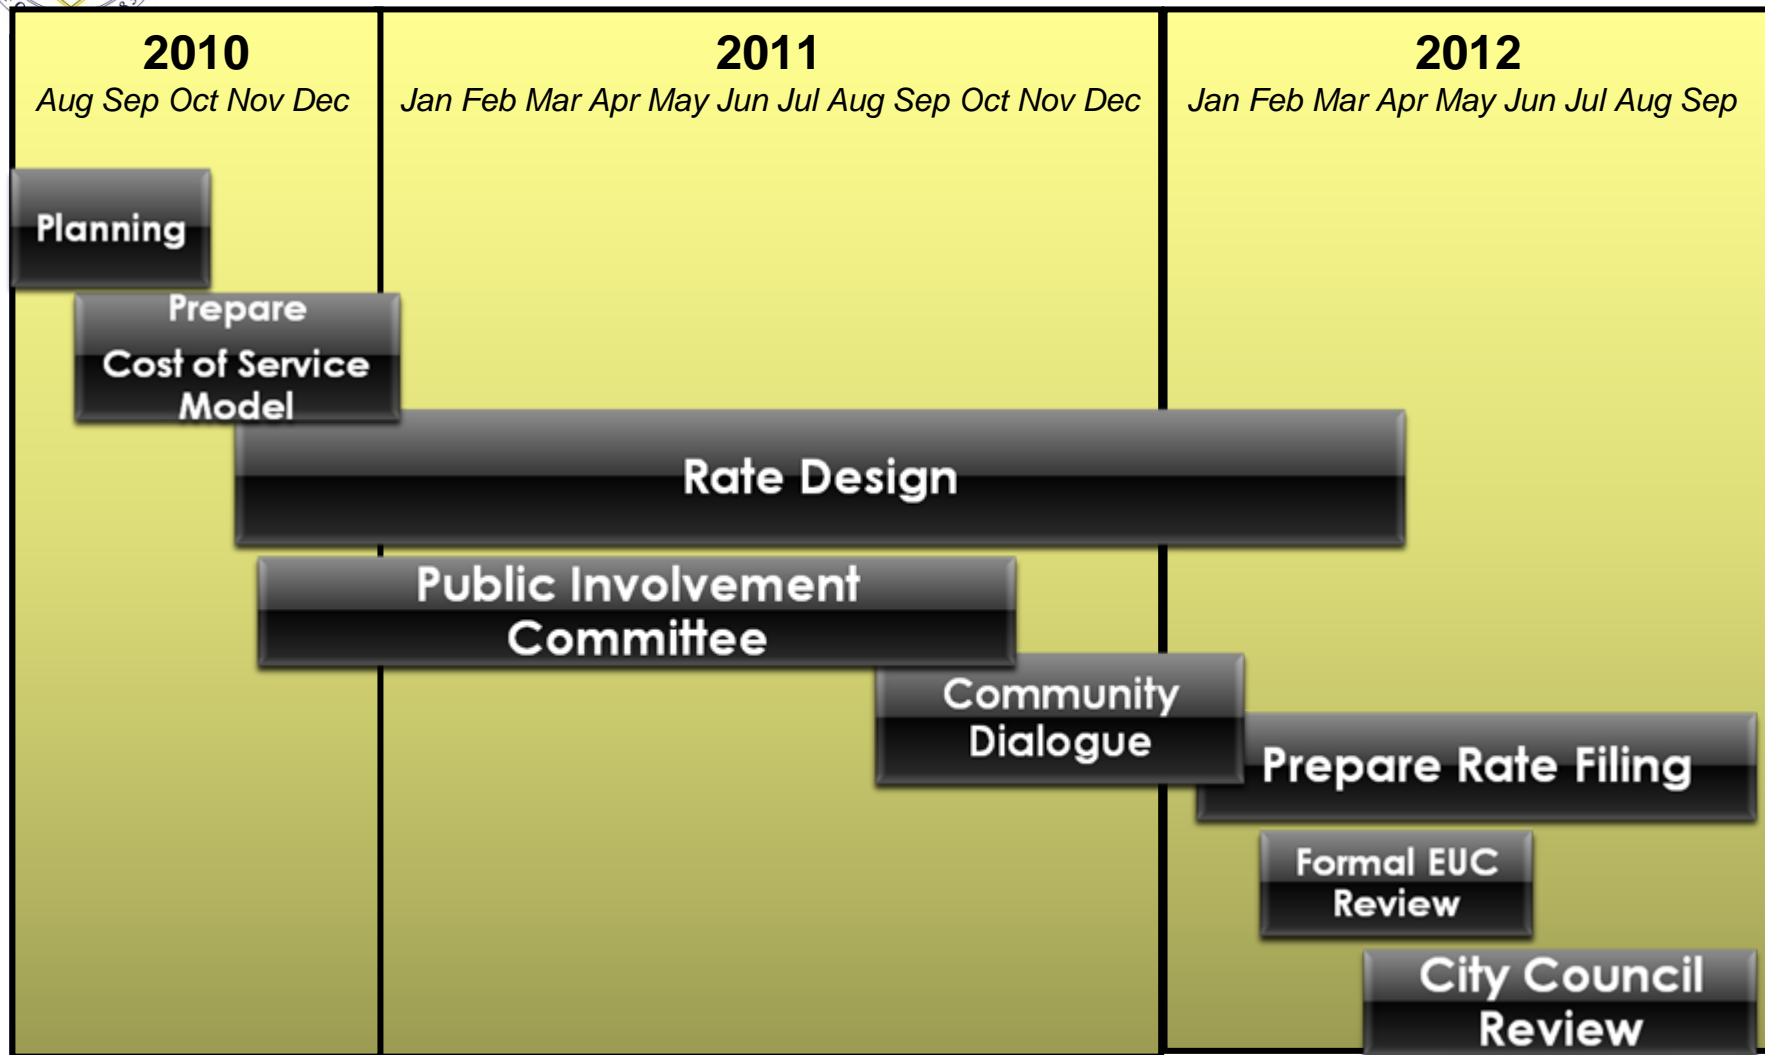 2010
Aug Sep Oct Nov Dec
2011
Jan Feb Mar Apr May Jun Jul Aug Sep Oct Nov Dec
2012
Jan Feb Mar Apr May Jun Jul Aug Sep
Planning
Prepare
Cost of Service
Model
Rate Design
Public Involvement
Committee
Community
Dialogue
Prepare Rate Filing
Formal EUC
Review
City Council
Review